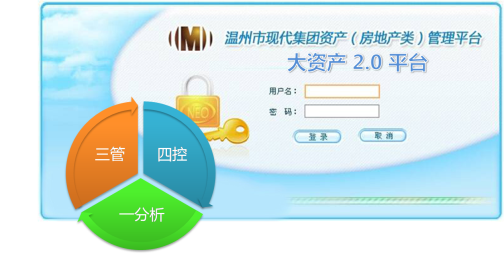 温州市现代集团资产（房地产类）管理平台
大资产 2.0 平台
用户名：
密 码：
登 录 取 消
三管 四控
一分析